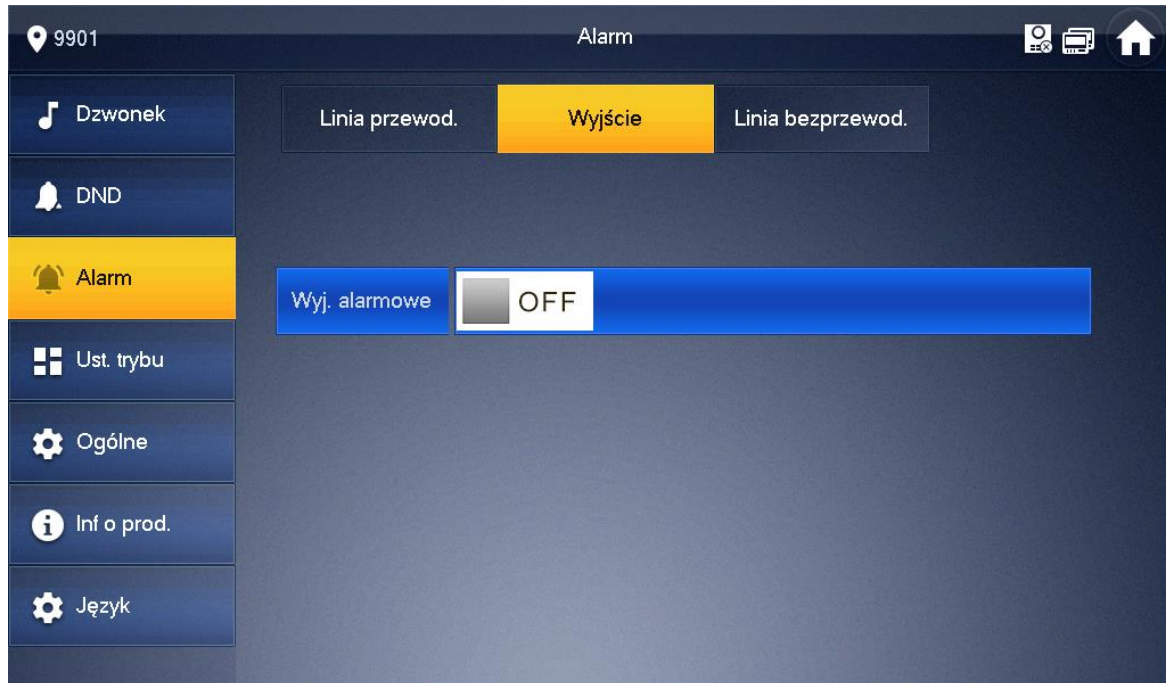 9901
Alarm
Dzwonek
DND
Alarm
Ust. trybu
Ogólne
Inf o prod.
Język
Linia przewod.
Wyjście
Linia bezprzewod.
Wyj. alarmowe
OFF